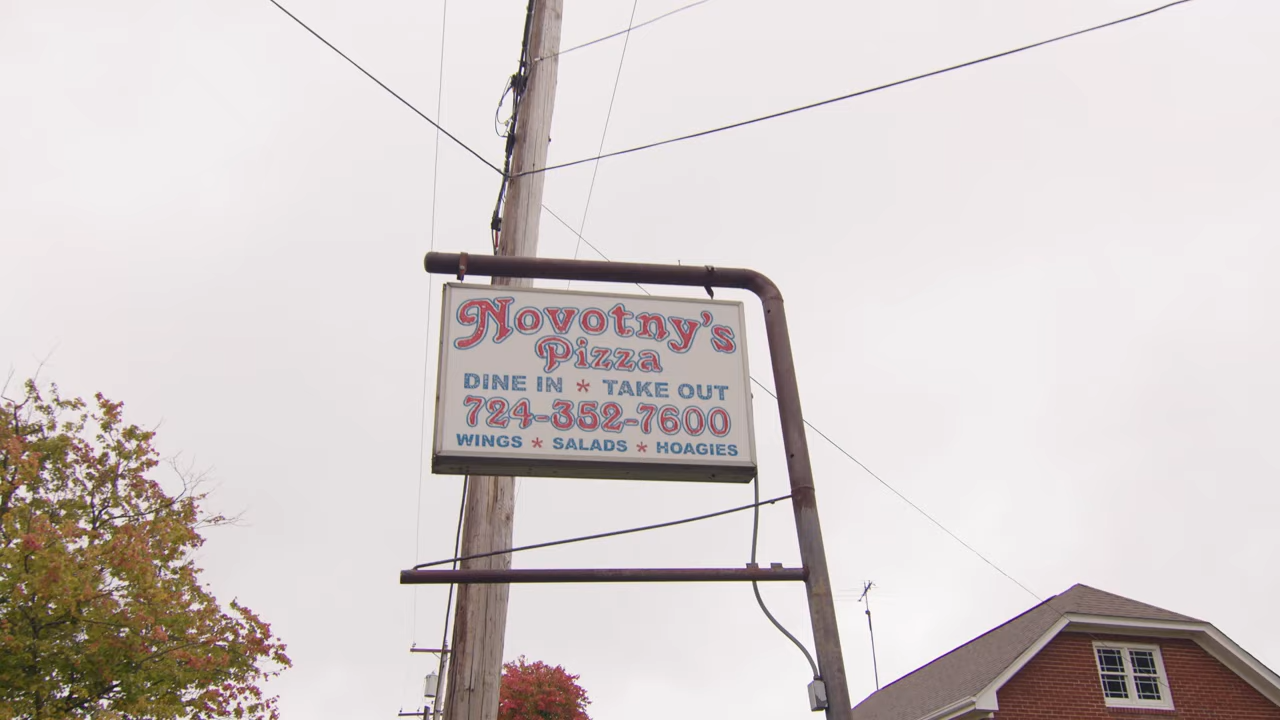 Novotny's
Pizza
DINE IN * TAKE OUT
724-352-7600
WINGS * SALADS * HOAGIES